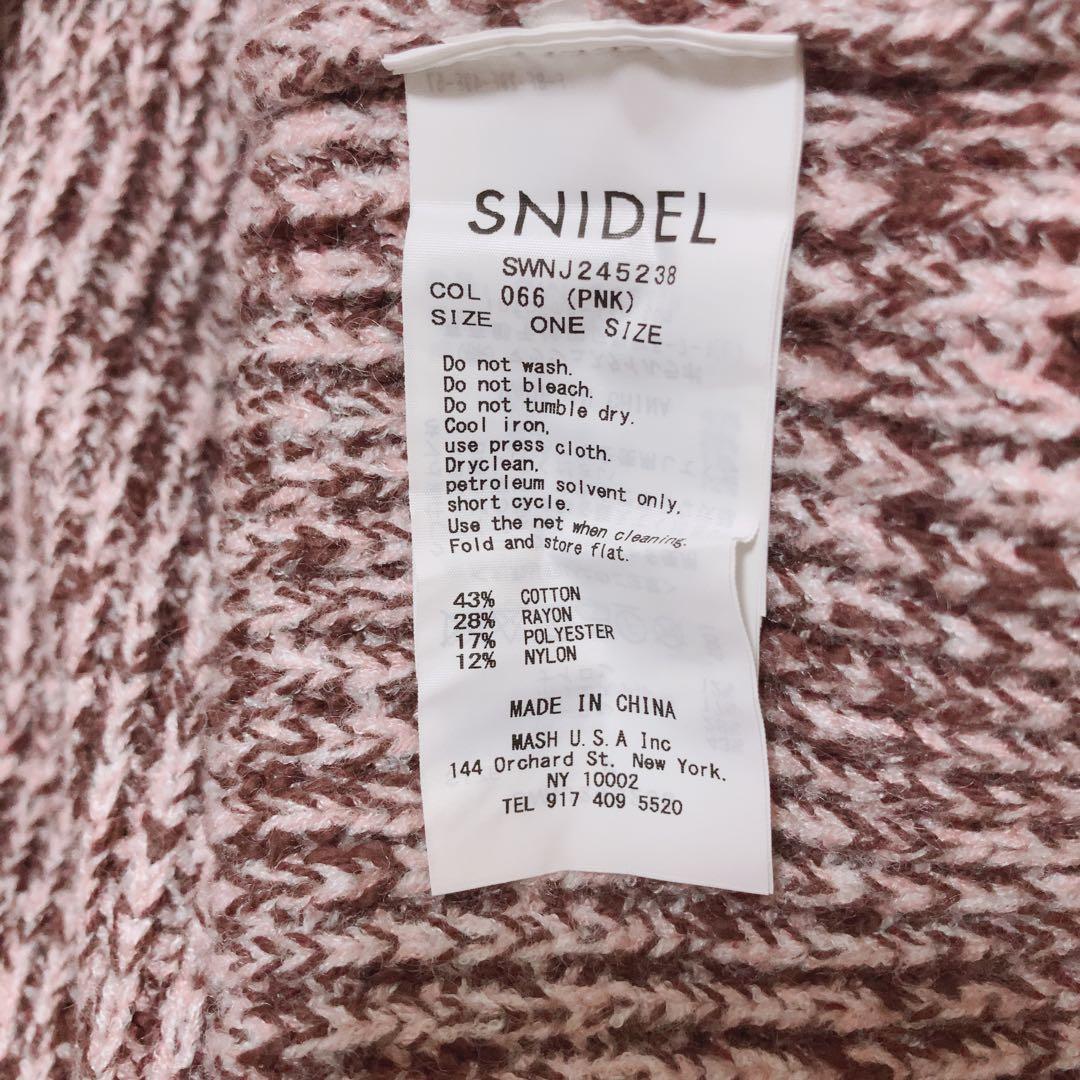 SNIDEL
SWNJ245238
COL 066 (PNK)
SIZE ONE SIZE
Do not wash.
Do not bleach.
Do not tumble dry.
Cool iron,
use press cloth.
Dryclean,
petroleum solvent only,
short cycle.
Use the net when cleaning.
Fold and store flat.
43% COTTON
28% RAYON
17% POLYESTER
12% NYLON
MADE IN CHINA
MASH U.S.A Inc
144 Orchard St. New York.
NY 10002
TEL 917 409 5520